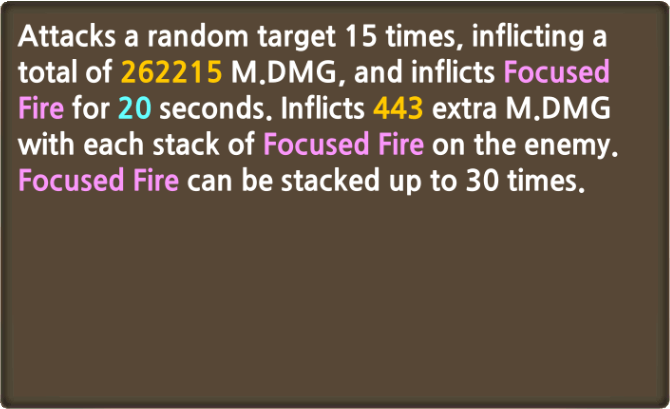 Attacks a random target 15 times, inflicting a
total of 262215 M.DMG, and inflicts Focused
Fire for 20 seconds. Inflicts 443 extra M.DMG
with each stack of Focused Fire on the enemy.
Focused Fire can be stacked up to 30 times.